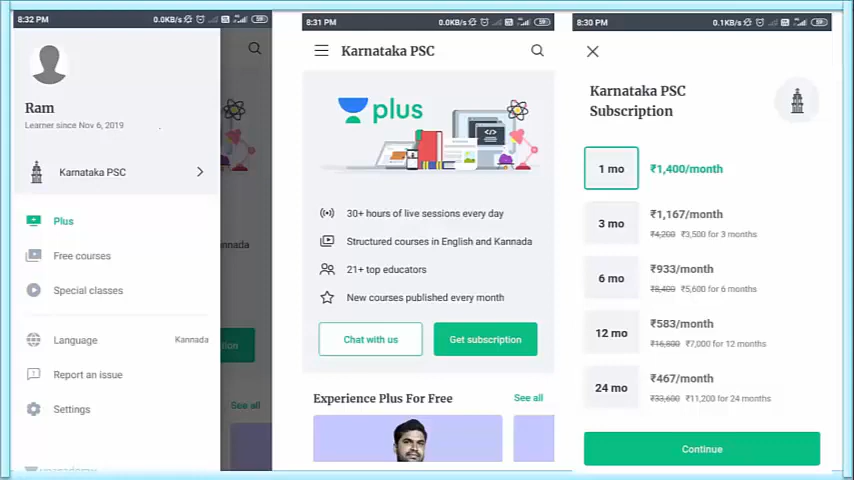 8:32 PM
0.0KB/s
Ram
Learner since Nov 6, 2019
Karnataka PSC
Plus
Free courses
Special classes
Language
Kannada
Report an issue
Settings
nnada
tion
See all
8:31 PM
0.0KB/s
Karnataka PSC
plus
30+ hours of live sessions every day
Structured courses in English and Kannada
21+ top educators
New courses published every month
Chat with us
Get subscription
Experience Plus For Free
See all
8:30 PM
0.1KB/s
Karnataka PSC
Subscription
1 mo
₹1,400/month
3 mo
₹1,167/month
₹4,200 ₹3,500 for 3 months
6 mo
₹933/month
₹8,400 ₹5,600 for 6 months
12 mo
₹583/month
₹16,800 ₹7,000 for 12 months
24 mo
₹467/month
₹33,600 ₹11,200 for 24 months
Continue